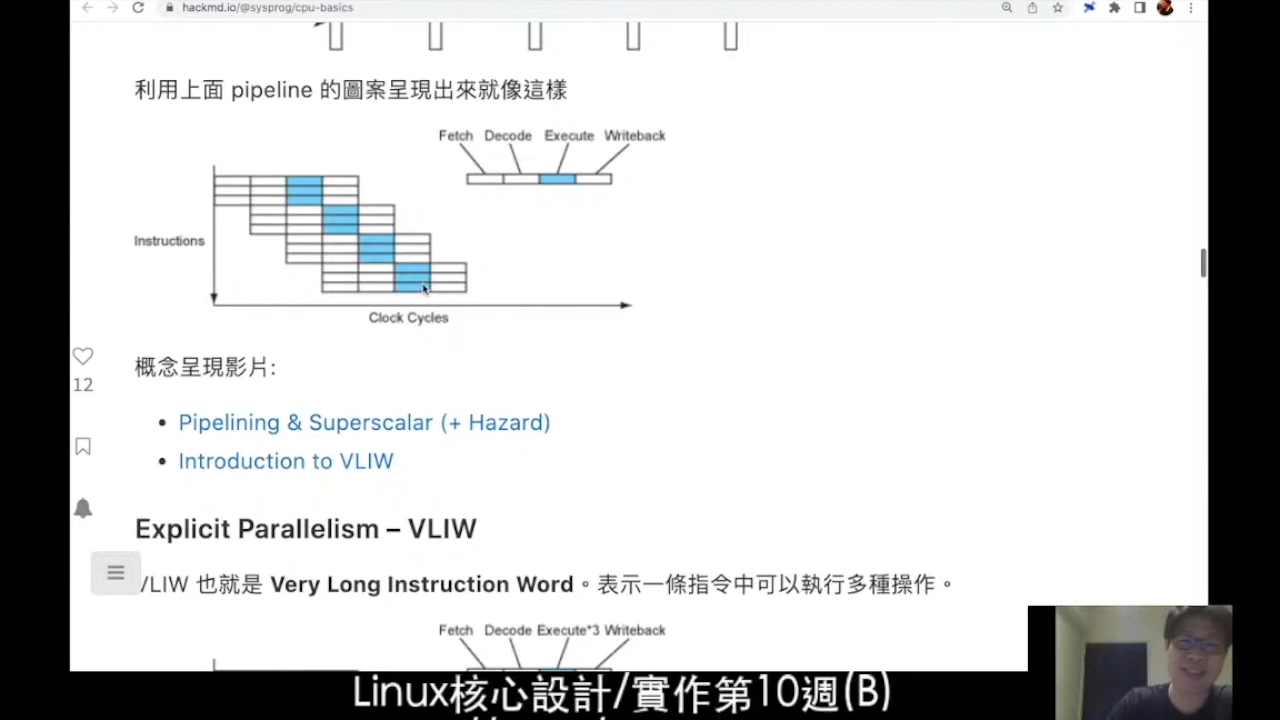 hackmd.io/@sysprog/cpu-basics
利用上面 pipeline 的圖案呈現出來就像這樣
Fetch Decode Execute Writeback
Instructions
Clock Cycles
概念呈現影片:
12
• Pipelining & Superscalar (+ Hazard)
• Introduction to VLIW
Explicit Parallelism – VLIW
VLIW 也就是 Very Long Instruction Word。表示一條指令中可以執行多種操作。
Fetch Decode Execute*3 Writeback
Linux核心設計/實作第10週(B)